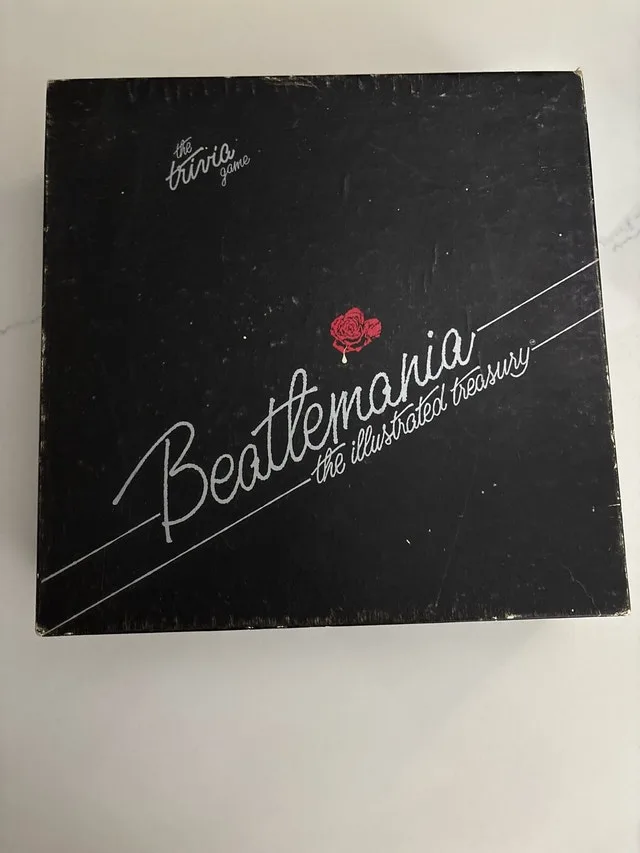 the
trivia
game
Beatlemania
the illustrated treasury